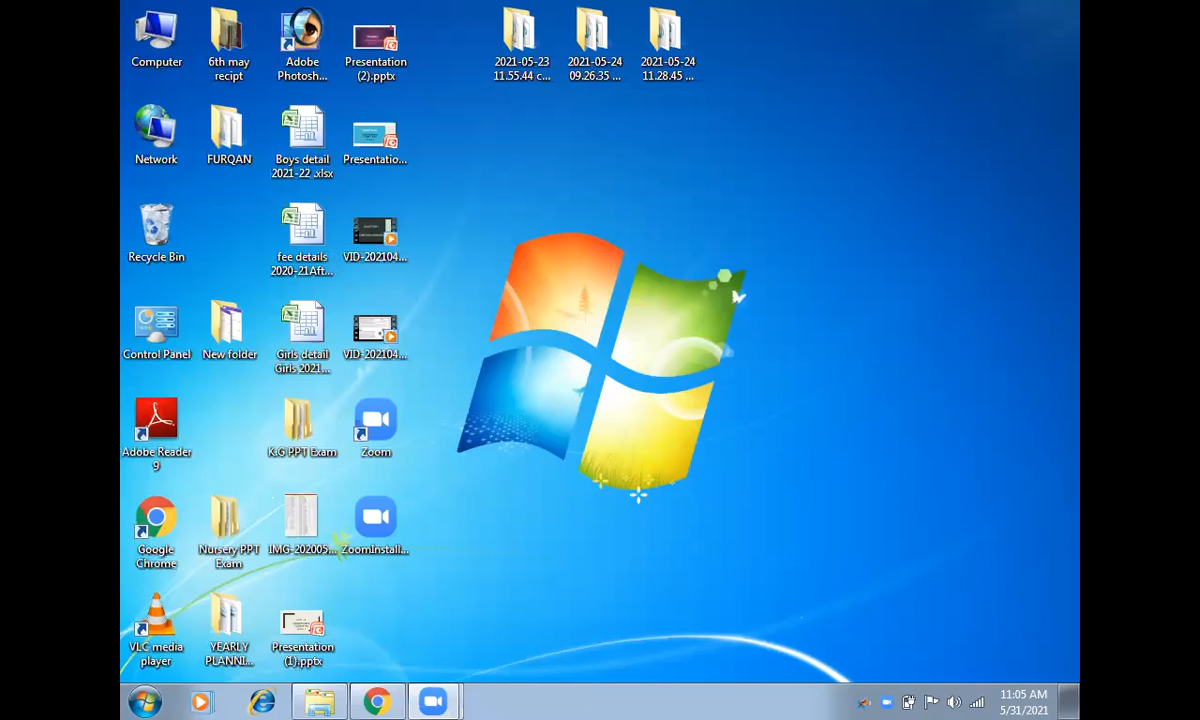 Computer
6th may
recipt
Adobe
Photosh...
Presentation
(2).pptx
2021-05-23
11.55.44 c...
2021-05-24
09.26.35 ...
2021-05-24
11.28.45 ...
Network
FURQAN
Boys detail
2021-22 .xlsx
Presentatio...
Recycle Bin
fee details
2020-21Aft...
VID-202104...
Control Panel
New folder
Girls detail
Girls 2021...
VID-202104...
Adobe Reader
9
K.G PPT Exam
Zoom
Google
Chrome
Nursery PPT
Exam
IMG-202005...
ZoomInstall...
VLC media
player
YEARLY
PLANNI...
Presentation
(1).pptx
11:05 AM
5/31/2021